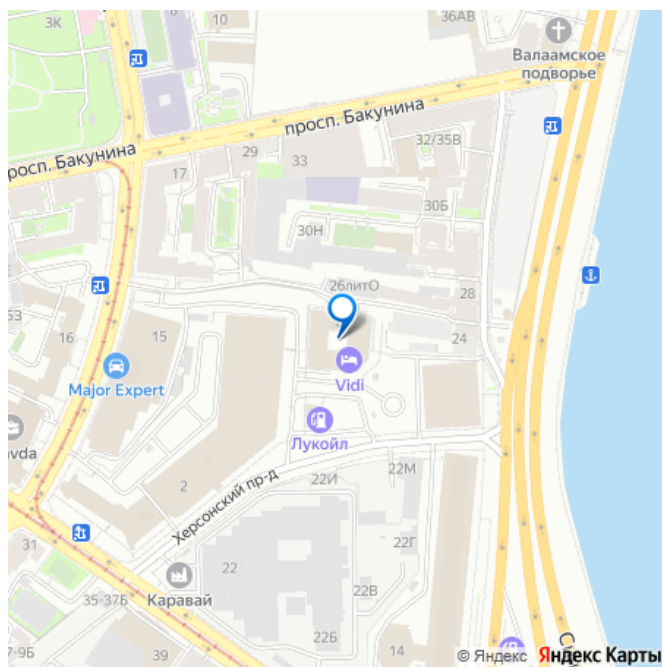 36АВ
3К
10
Валаамское
подворье
просп. Бакунина
32/35В
29
33
росп. Бакунина
17
30Б
30Н
26литО
28
53
16
15
24
Major Expert
Vidi
Лукойл
avda
22М
2
22И
Херсонский пр-д
31
22Г
22
22В
Каравай
35-37Б
22Б
7-9Б
39
14
© Яндекс Яндекс Карты